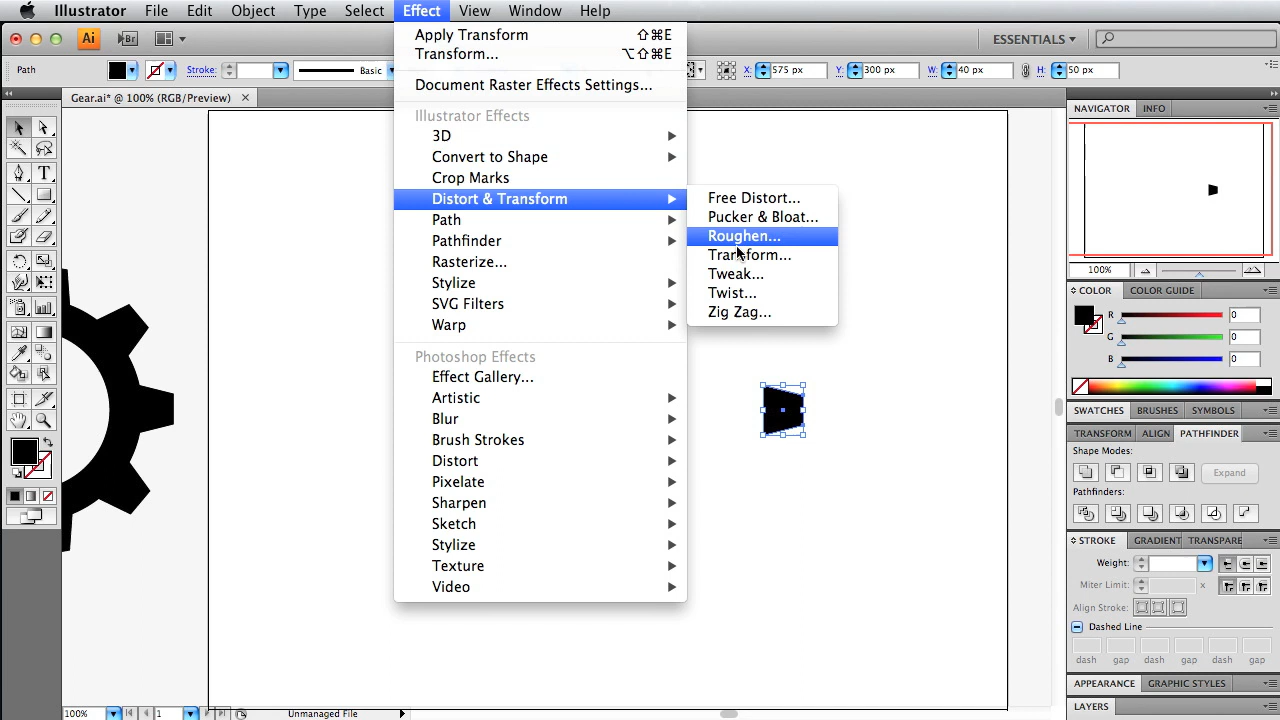 Illustrator File Edit Object Type Select Effect View Window Help
Ai Br ESSENTIALS
Path Stroke: Basic X: 575 px Y: 300 px W: 40 px H: 50 px
Gear.ai* @ 100% (RGB/Preview)
Apply Transform ⇧⌘E
Transform... ⌥⇧⌘E
Document Raster Effects Settings...
Illustrator Effects
3D
Convert to Shape
Crop Marks
Distort & Transform
Path
Pathfinder
Rasterize...
Stylize
SVG Filters
Warp
Photoshop Effects
Effect Gallery...
Artistic
Blur
Brush Strokes
Distort
Pixelate
Sharpen
Sketch
Stylize
Texture
Video
Free Distort...
Pucker & Bloat...
Roughen...
Transform...
Tweak...
Twist...
Zig Zag...
NAVIGATOR INFO
100%
COLOR COLOR GUIDE
R 0
G 0
B 0
SWATCHES BRUSHES SYMBOLS
TRANSFORM ALIGN PATHFINDER
Shape Modes:
Expand
Pathfinders:
STROKE GRADIENT TRANSPARE
Weight:
Miter Limit: x
Align Stroke:
Dashed Line
dash gap dash gap dash gap
APPEARANCE GRAPHIC STYLES
LAYERS
100% 1 Unmanaged File